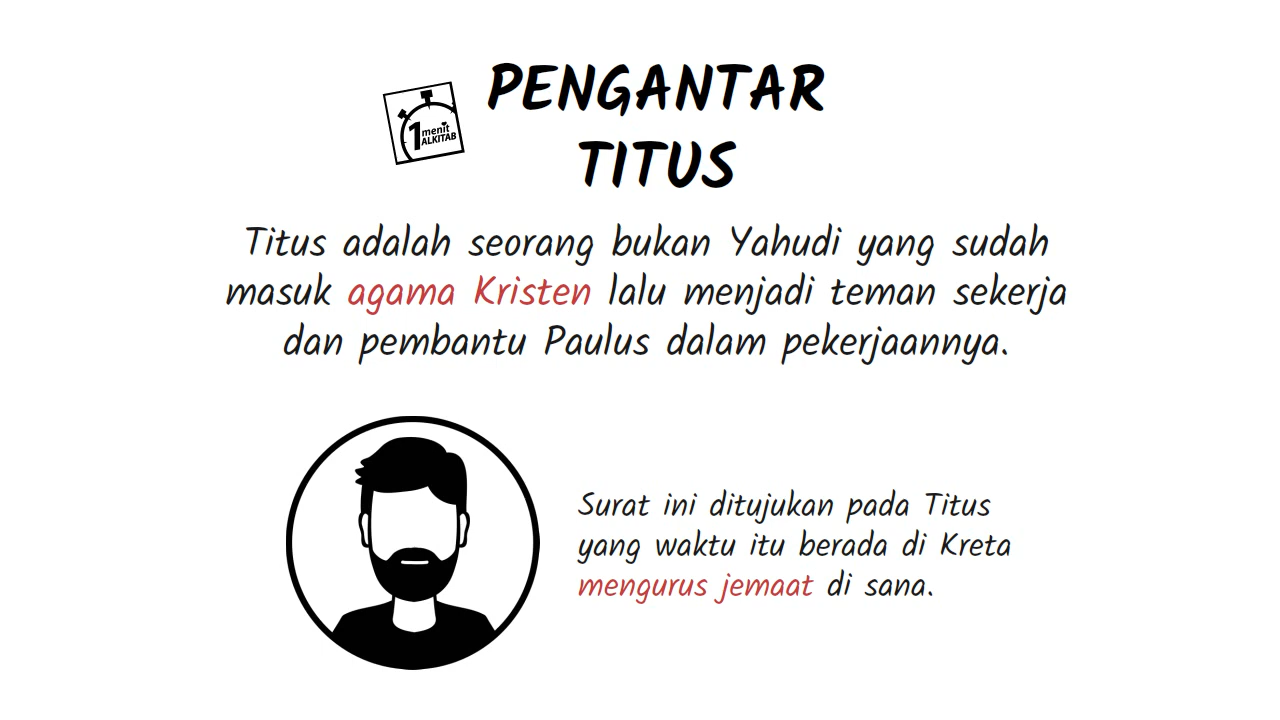 1 menit
ALKITAB
PENGANTAR
TITUS
Titus adalah seorang bukan Yahudi yang sudah
masuk agama Kristen lalu menjadi teman sekerja
dan pembantu Paulus dalam pekerjaannya.
Surat ini ditujukan pada Titus
yang waktu itu berada di Kreta
mengurus jemaat di sana.